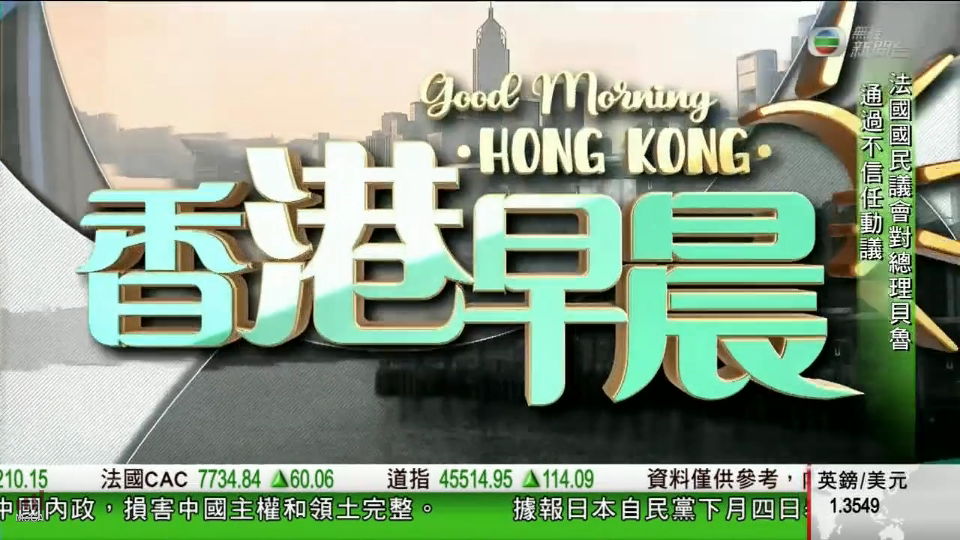 無綫新聞台
Good Morning
·HONG KONG·
香港早晨
法國國民議會對總理貝魯
通過不信任動議
210.15 法國CAC 7734.84 ▲60.06 道指 45514.95 ▲114.09 資料僅供參考，
英鎊/美元
1.3549
中國內政，損害中國主權和領土完整。 據報日本自民黨下月四日